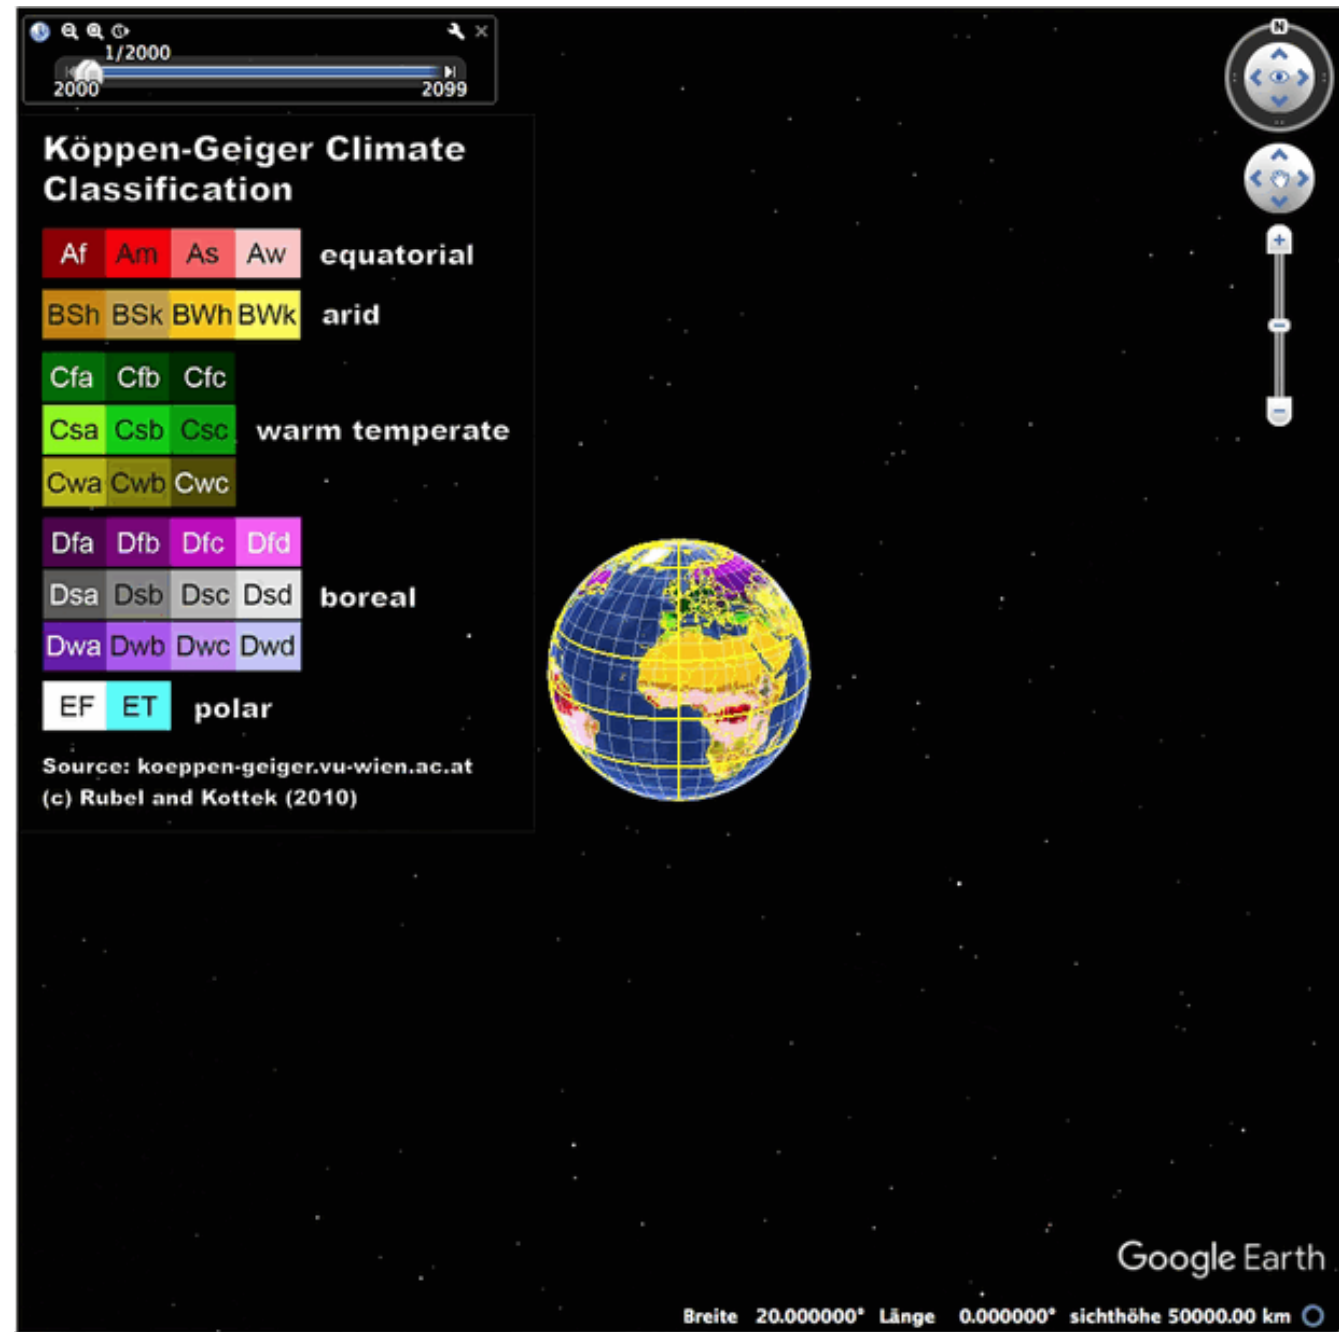 1/2000
2000 2099
N
Köppen-Geiger Climate
Classification
Af Am As Aw equatorial
BSh BSk BWh BWk arid
Cfa Cfb Cfc
Csa Csb Csc warm temperate
Cwa Cwb Cwc
Dfa Dfb Dfc Dfd
Dsa Dsb Dsc Dsd boreal
Dwa Dwb Dwc Dwd
EF ET polar
Source: koeppen-geiger.vu-wien.ac.at
(c) Rubel and Kottek (2010)
Google Earth
Breite 20.000000° Länge 0.000000° sichthöhe 50000.00 km